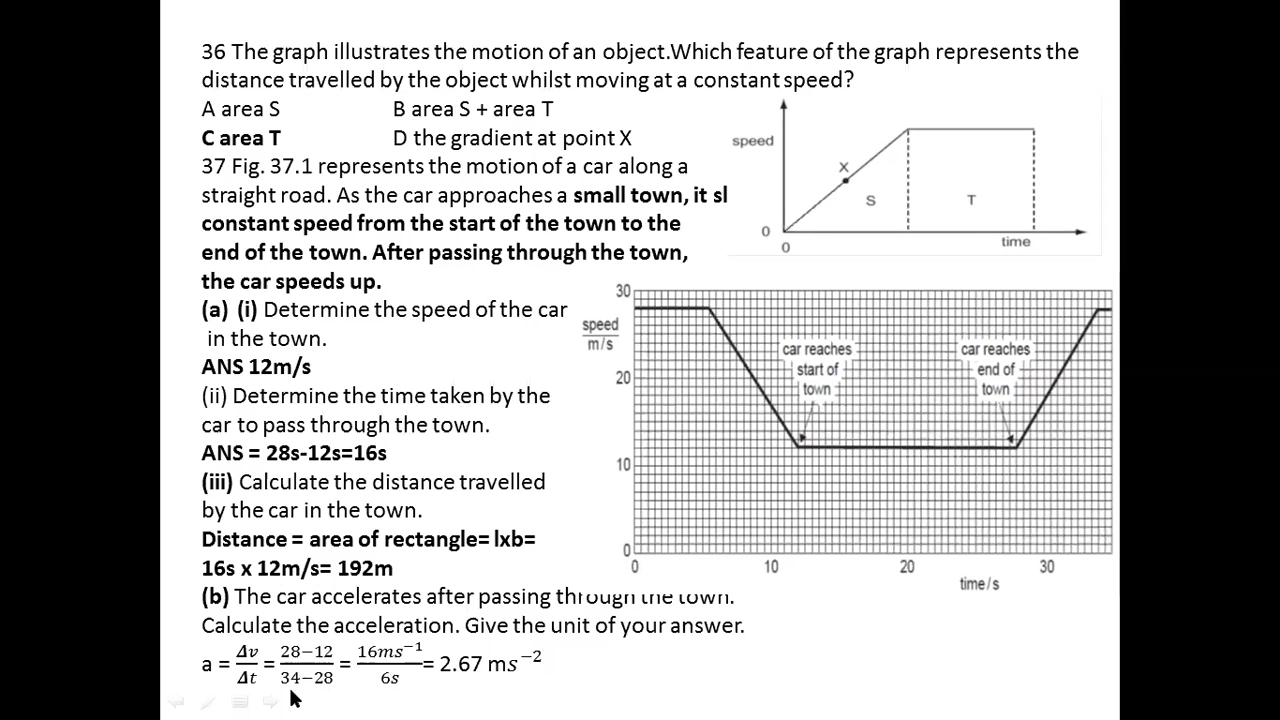 36 The graph illustrates the motion of an object.Which feature of the graph represents the
distance travelled by the object whilst moving at a constant speed?
A area S B area S + area T
C area T D the gradient at point X
speed
X
S
T
0
0
time
37 Fig. 37.1 represents the motion of a car along a
straight road. As the car approaches a small town, it sl
constant speed from the start of the town to the
end of the town. After passing through the town,
the car speeds up.
(a) (i) Determine the speed of the car
in the town.
ANS 12m/s
(ii) Determine the time taken by the
car to pass through the town.
ANS = 28s-12s=16s
(iii) Calculate the distance travelled
by the car in the town.
Distance = area of rectangle= lxb=
16s x 12m/s= 192m
30
speed
m/s
20
10
0
car reaches
start of
town
car reaches
end of
town
0 10 20 30
time/s
(b) The car accelerates after passing through the town.
Calculate the acceleration. Give the unit of your answer.
a = Δv/Δt = 28−12/34−28 = 16ms⁻¹/6s = 2.67 ms⁻²